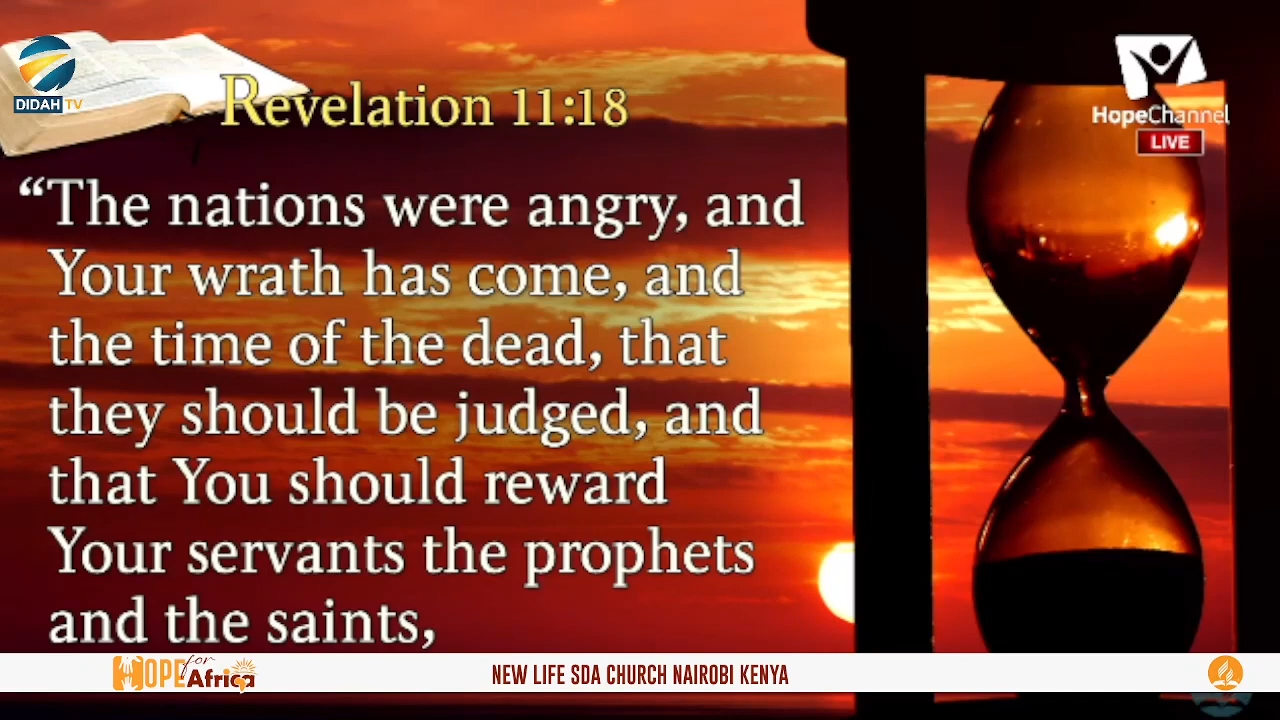 DIDAH TV
Revelation 11:18
HopeChannel
LIVE
“The nations were angry, and
Your wrath has come, and
the time of the dead, that
they should be judged, and
that You should reward
Your servants the prophets
and the saints,
HOPE for Africa
NEW LIFE SDA CHURCH NAIROBI KENYA